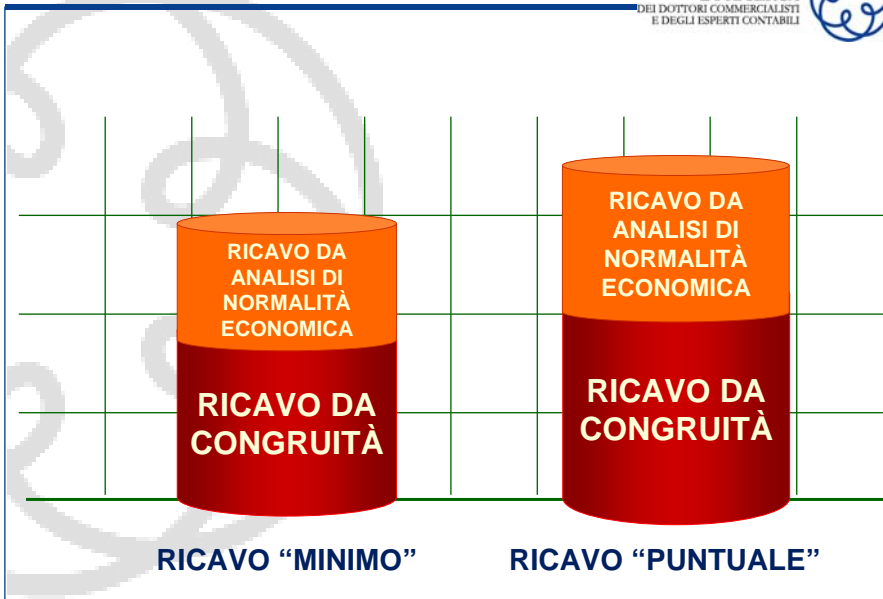 DEI DOTTORI COMMERCIALISTI
E DEGLI ESPERTI CONTABILI
RICAVO DA
ANALISI DI
NORMALITÀ
ECONOMICA
RICAVO DA
CONGRUITÀ
RICAVO DA
ANALISI DI
NORMALITÀ
ECONOMICA
RICAVO DA
CONGRUITÀ
RICAVO “MINIMO”
RICAVO “PUNTUALE”